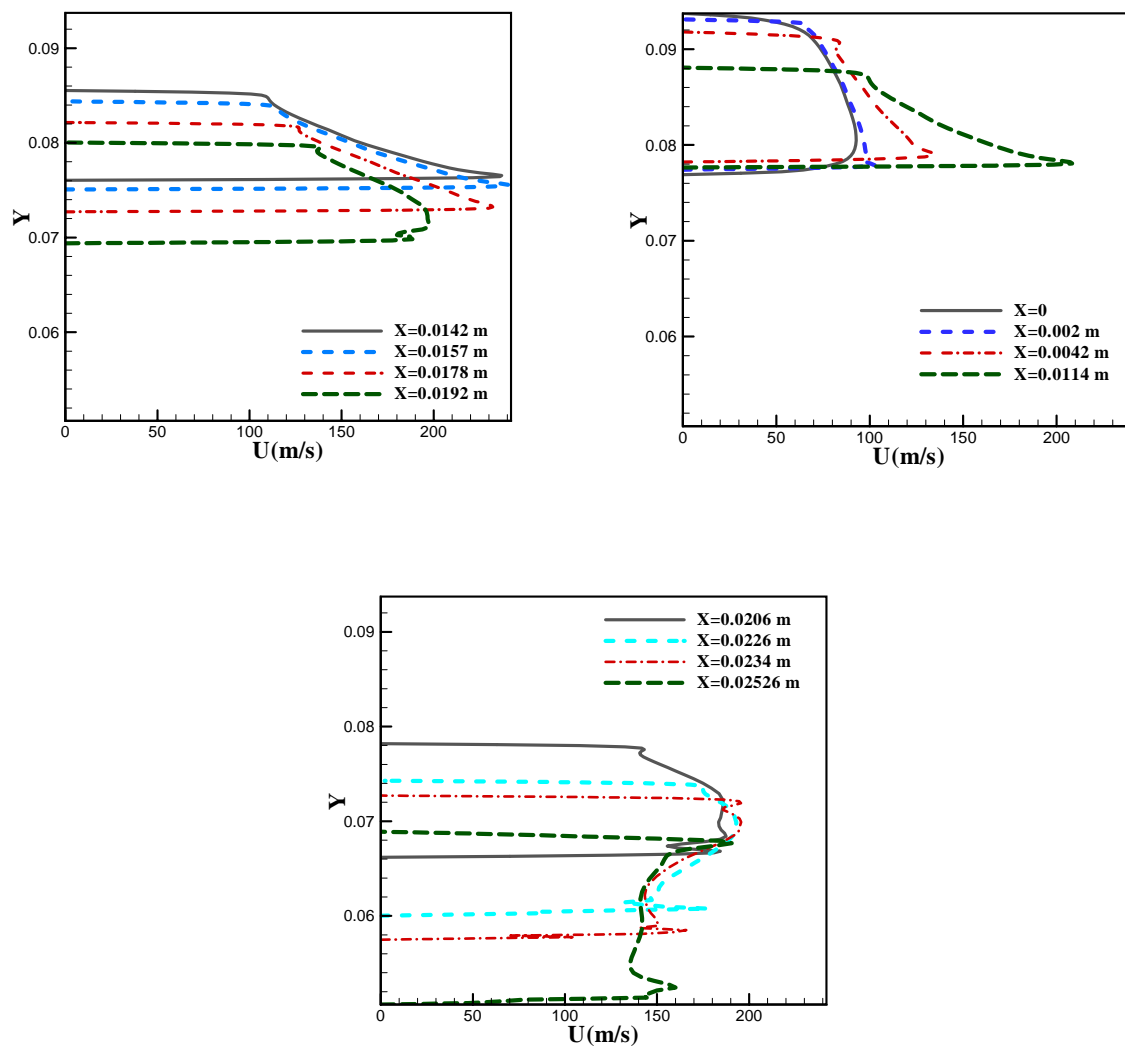 0.09
0.08
Y
0.07
0.06
X=0.0142 m
X=0.0157 m
X=0.0178 m
X=0.0192 m
0 50 100 150 200
U(m/s)
0.09
0.08
Y
0.07
0.06
X=0
X=0.002 m
X=0.0042 m
X=0.0114 m
0 50 100 150 200
U(m/s)
X=0.0206 m
0.09
X=0.0226 m
X=0.0234 m
X=0.02526 m
0.08
Y
0.07
0.06
0 50 100 150 200
U(m/s)